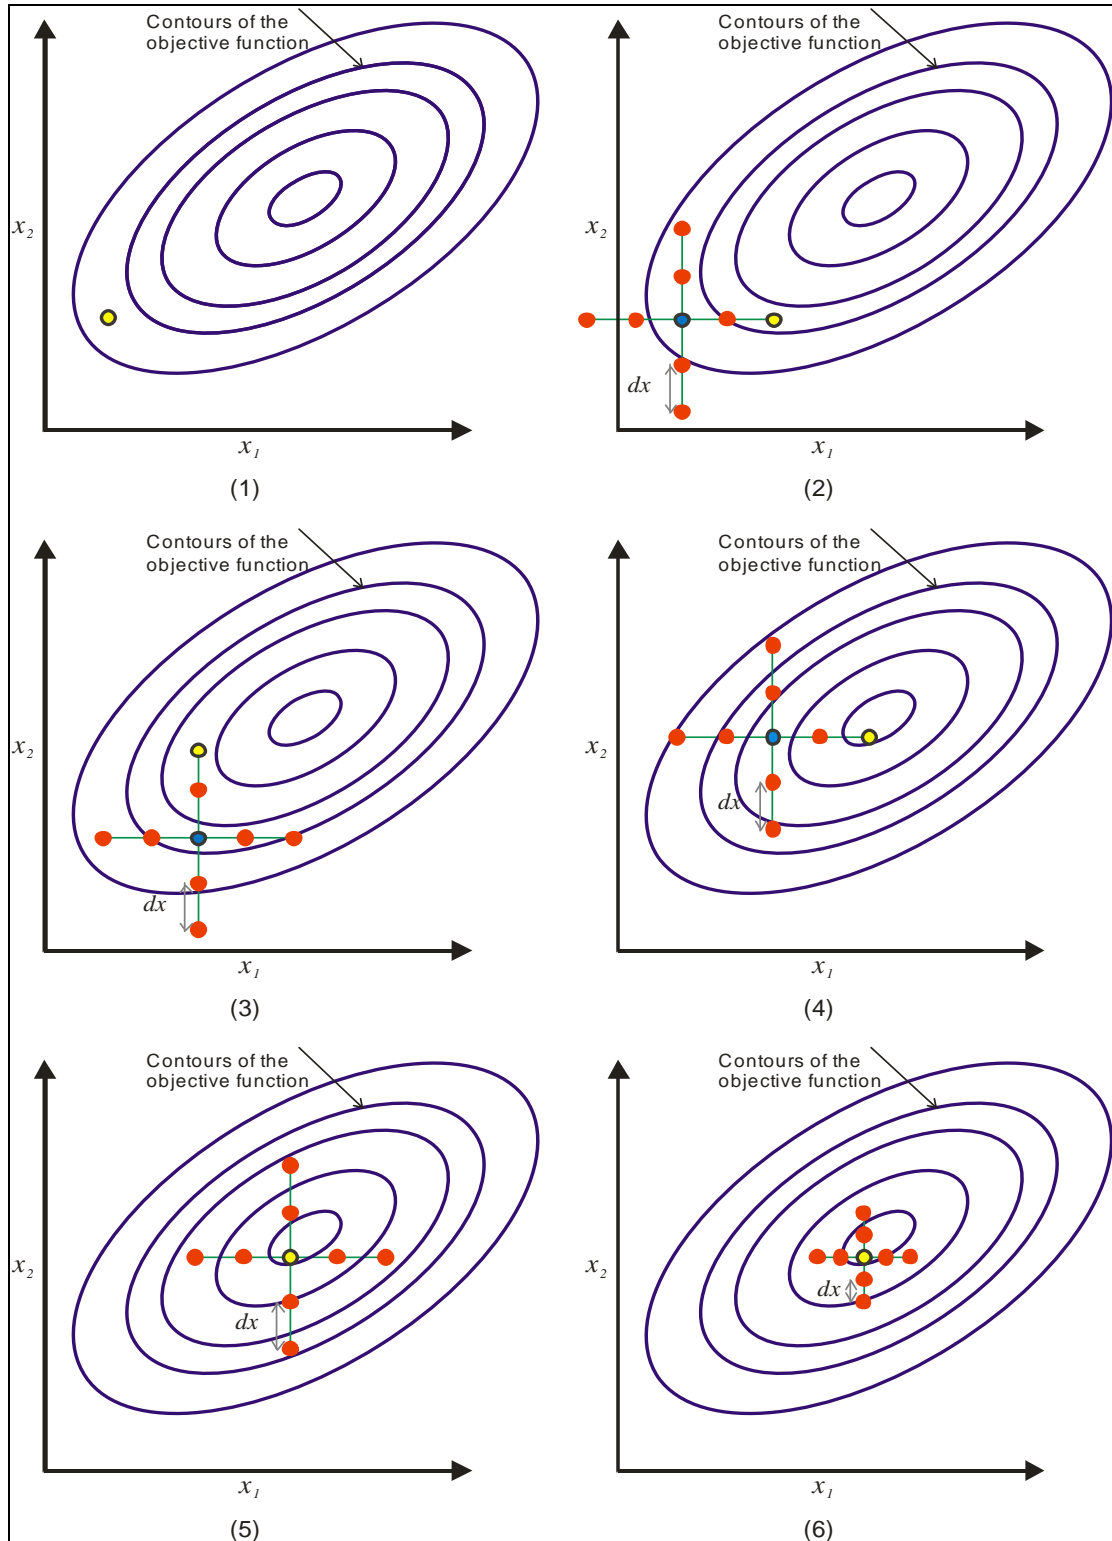 Contours of the
objective function
x₂
x₁
(1)
Contours of the
objective function
x₂
dx
x₁
(2)
Contours of the
objective function
x₂
dx
x₁
(3)
Contours of the
objective function
x₂
dx
x₁
(4)
Contours of the
objective function
x₂
dx
x₁
(5)
Contours of the
objective function
x₂
dx
x₁
(6)